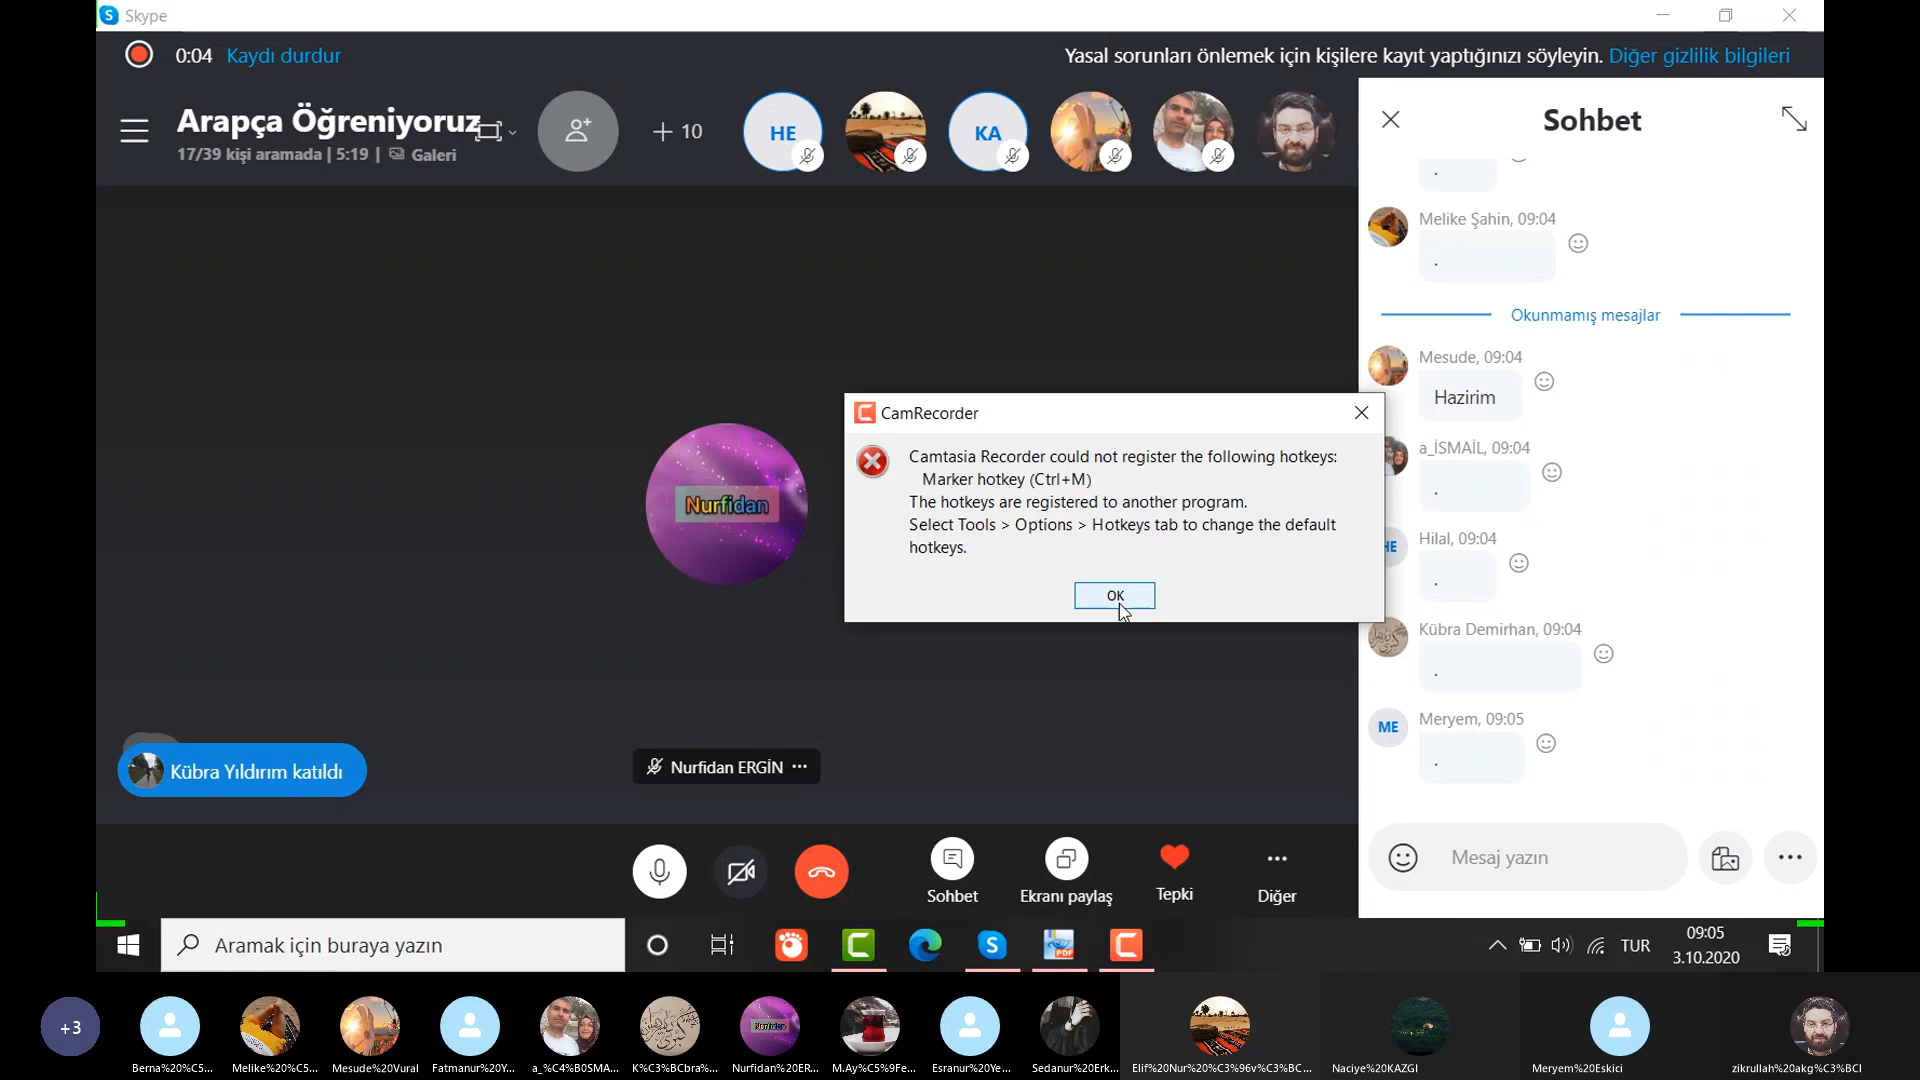 Skype
0:04 Kaydı durdur
Yasal sorunları önlemek için kişilere kayıt yaptığınızı söyleyin. Diğer gizlilik bilgileri
Arapça Öğreniyoruz
17/39 kişi aramada | 5:19 | Galeri
+ 10
HE
KA
Sohbet
.
Melike Şahin, 09:04
.
Okunmamış mesajlar
Mesude, 09:04
Hazirim
a_İSMAİL, 09:04
.
HE
Hilal, 09:04
.
Kübra Demirhan, 09:04
.
ME
Meryem, 09:05
.
Mesaj yazın
CamRecorder
Camtasia Recorder could not register the following hotkeys:
Marker hotkey (Ctrl+M)
The hotkeys are registered to another program.
Select Tools > Options > Hotkeys tab to change the default
hotkeys.
OK
Nurfidan
Kübra Yıldırım katıldı
Nurfidan ERGİN
Sohbet
Ekranı paylaş
Tepki
Diğer
Aramak için buraya yazın
PDF
TUR
09:05
3.10.2020
+3
Nurfidan
Berna%20%C5...
Melike%20%C5...
Mesude%20Vural
Fatmanur%20Y...
a_%C4%B0SMA...
K%C3%BCbra%...
Nurfidan%20ER...
M.Ay%C5%9Fe...
Esranur%20Ye...
Sedanur%20Erk...
Elif%20Nur%20%C3%96v%C3%BC...
Naciye%20KAZGI
Meryem%20Eskici
zikrullah%20akg%C3%BCl